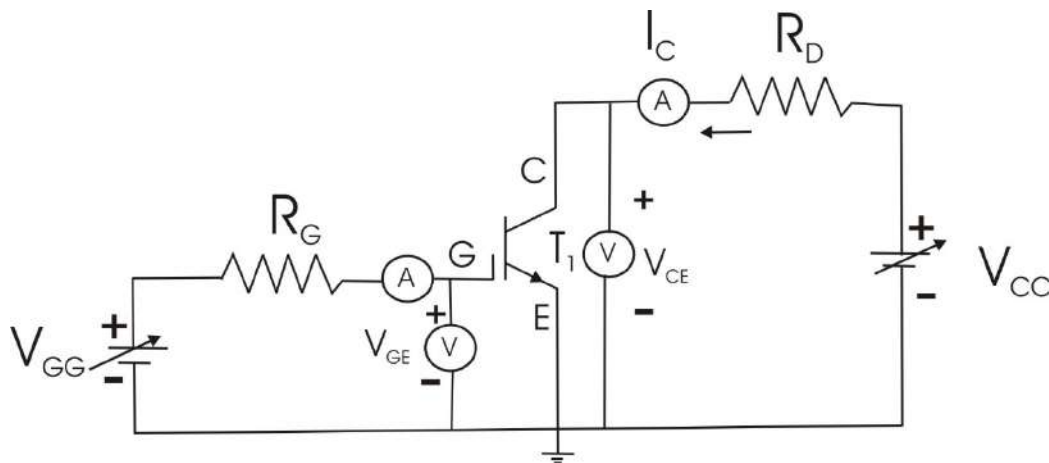 I_C
R_D
A
C
+
R_G
T_1
V
V_CE
+
V_CC
G
A
-
-
E
+
V_GE
V
+
V_GG
-
-